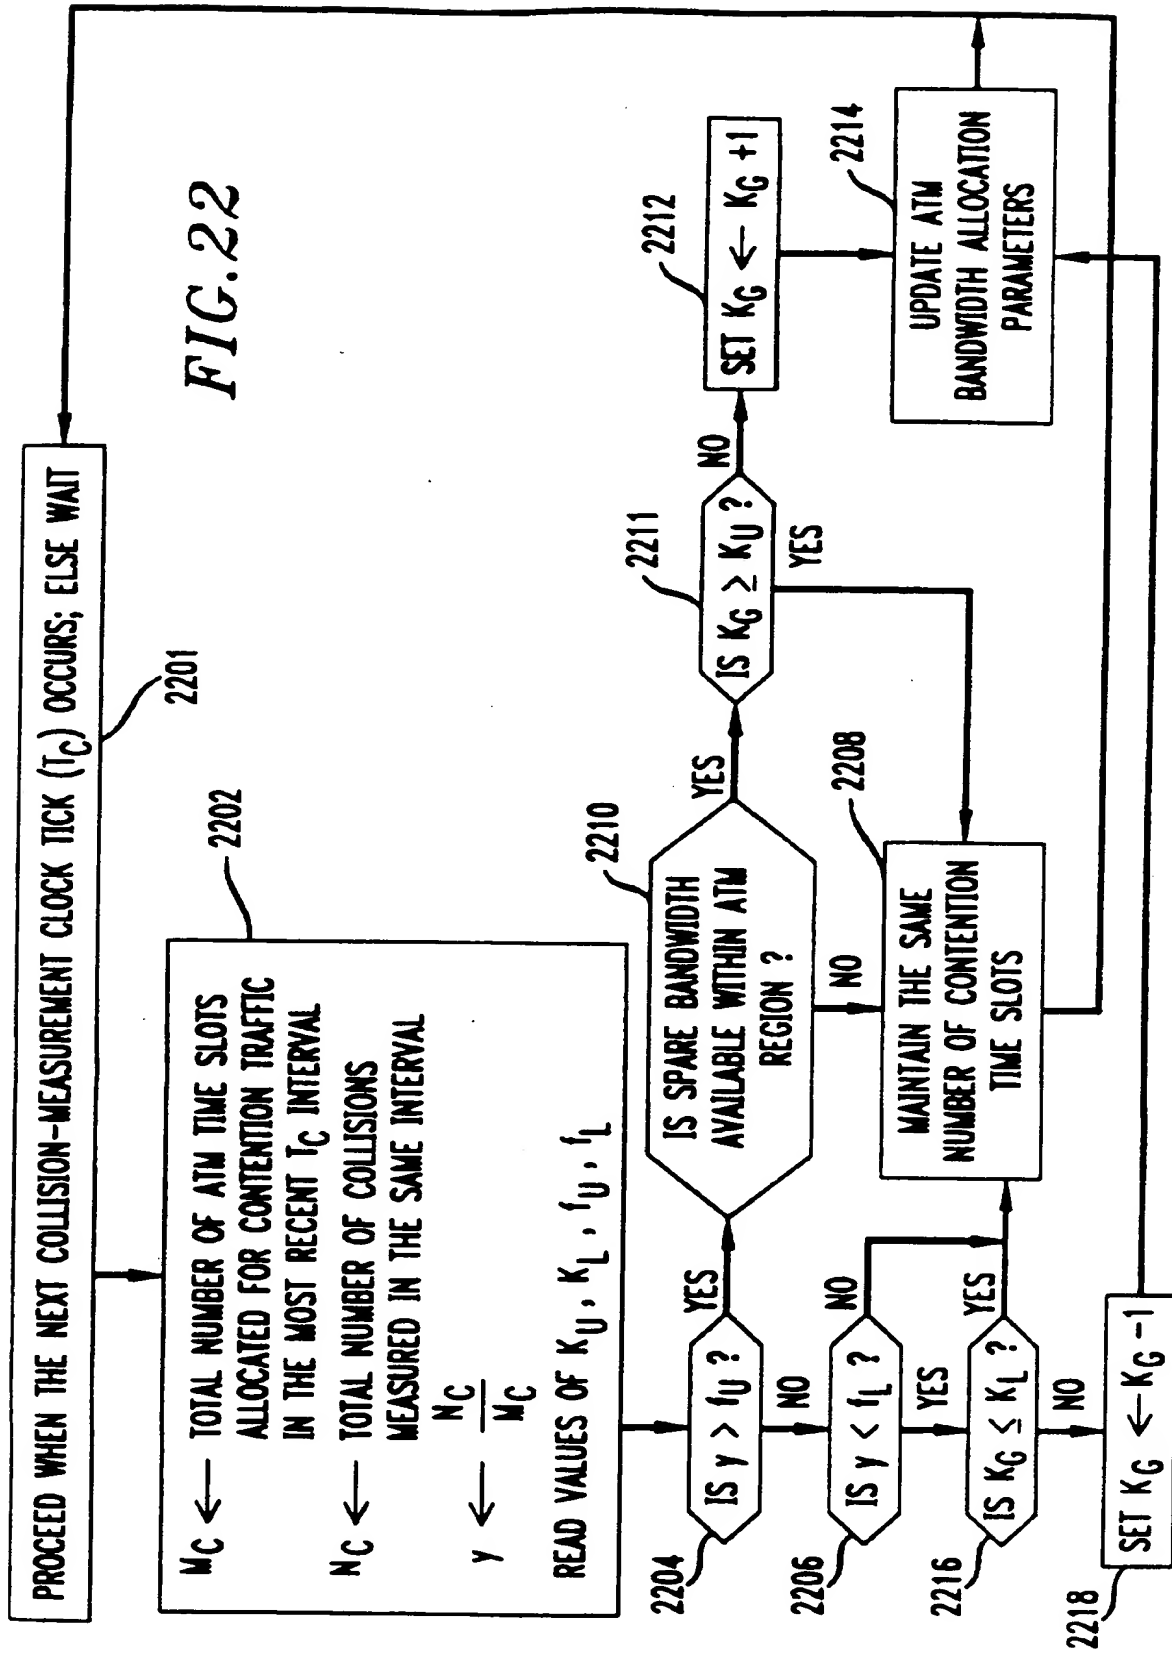 FIG.22
PROCEED WHEN THE NEXT COLLISION-MEASUREMENT CLOCK TICK (T_C) OCCURS; ELSE WAIT
2201
2202
M_C ← TOTAL NUMBER OF ATM TIME SLOTS
ALLOCATED FOR CONTENTION TRAFFIC
IN THE MOST RECENT T_C INTERVAL
N_C ← TOTAL NUMBER OF COLLISIONS
MEASURED IN THE SAME INTERVAL
y ← N_C / M_C
READ VALUES OF K_U, K_L, f_U, f_L
2204
IS y > f_U ?
YES
NO
2210
IS SPARE BANDWIDTH
AVAILABLE WITHIN ATM
REGION ?
YES
NO
2211
IS K_G ≥ K_U ?
NO
YES
2212
SET K_G ← K_G +1
2206
IS y < f_L ?
NO
YES
2208
MAINTAIN THE SAME
NUMBER OF CONTENTION
TIME SLOTS
2214
UPDATE ATM
BANDWIDTH ALLOCATION
PARAMETERS
2216
IS K_G ≤ K_L ?
YES
NO
2218
SET K_G ← K_G -1